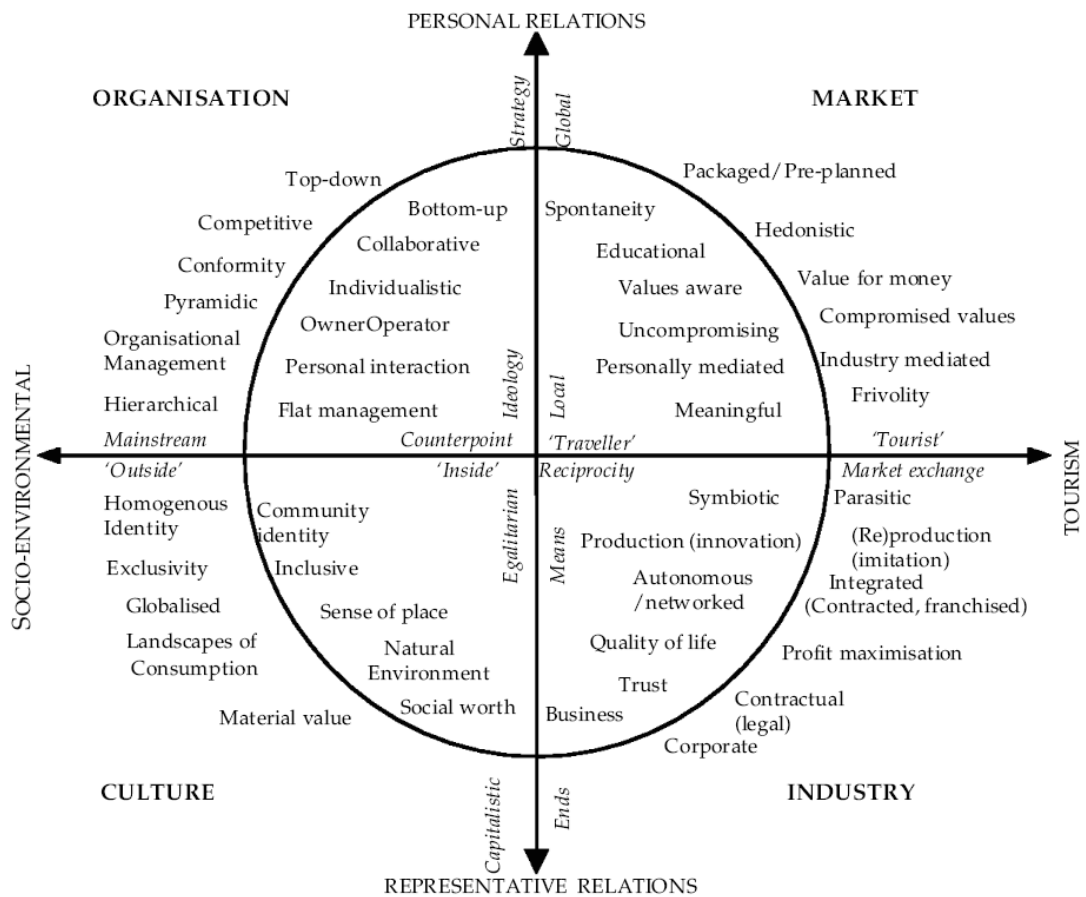 PERSONAL RELATIONS
ORGANISATION
MARKET
Strategy
Global
Top-down
Competitive
Conformity
Pyramidic
Organisational
Management
Hierarchical
Bottom-up
Collaborative
Individualistic
OwnerOperator
Personal interaction
Flat management
Ideology
Local
Spontaneity
Educational
Values aware
Uncompromising
Personally mediated
Meaningful
Packaged/Pre-planned
Hedonistic
Value for money
Compromised values
Industry mediated
Frivolity
SOCIO-ENVIRONMENTAL
Mainstream
Counterpoint
'Traveller'
'Tourist'
'Outside'
'Inside'
Reciprocity
Market exchange
TOURISM
Homogenous
Identity
Exclusivity
Globalised
Landscapes of
Consumption
Material value
Community
identity
Inclusive
Sense of place
Natural
Environment
Social worth
Egalitarian
Means
Symbiotic
Production (innovation)
Autonomous
/networked
Quality of life
Trust
Business
Parasitic
(Re)production
(imitation)
Integrated
(Contracted, franchised)
Profit maximisation
Contractual
(legal)
Corporate
CULTURE
INDUSTRY
Capitalistic
Ends
REPRESENTATIVE RELATIONS